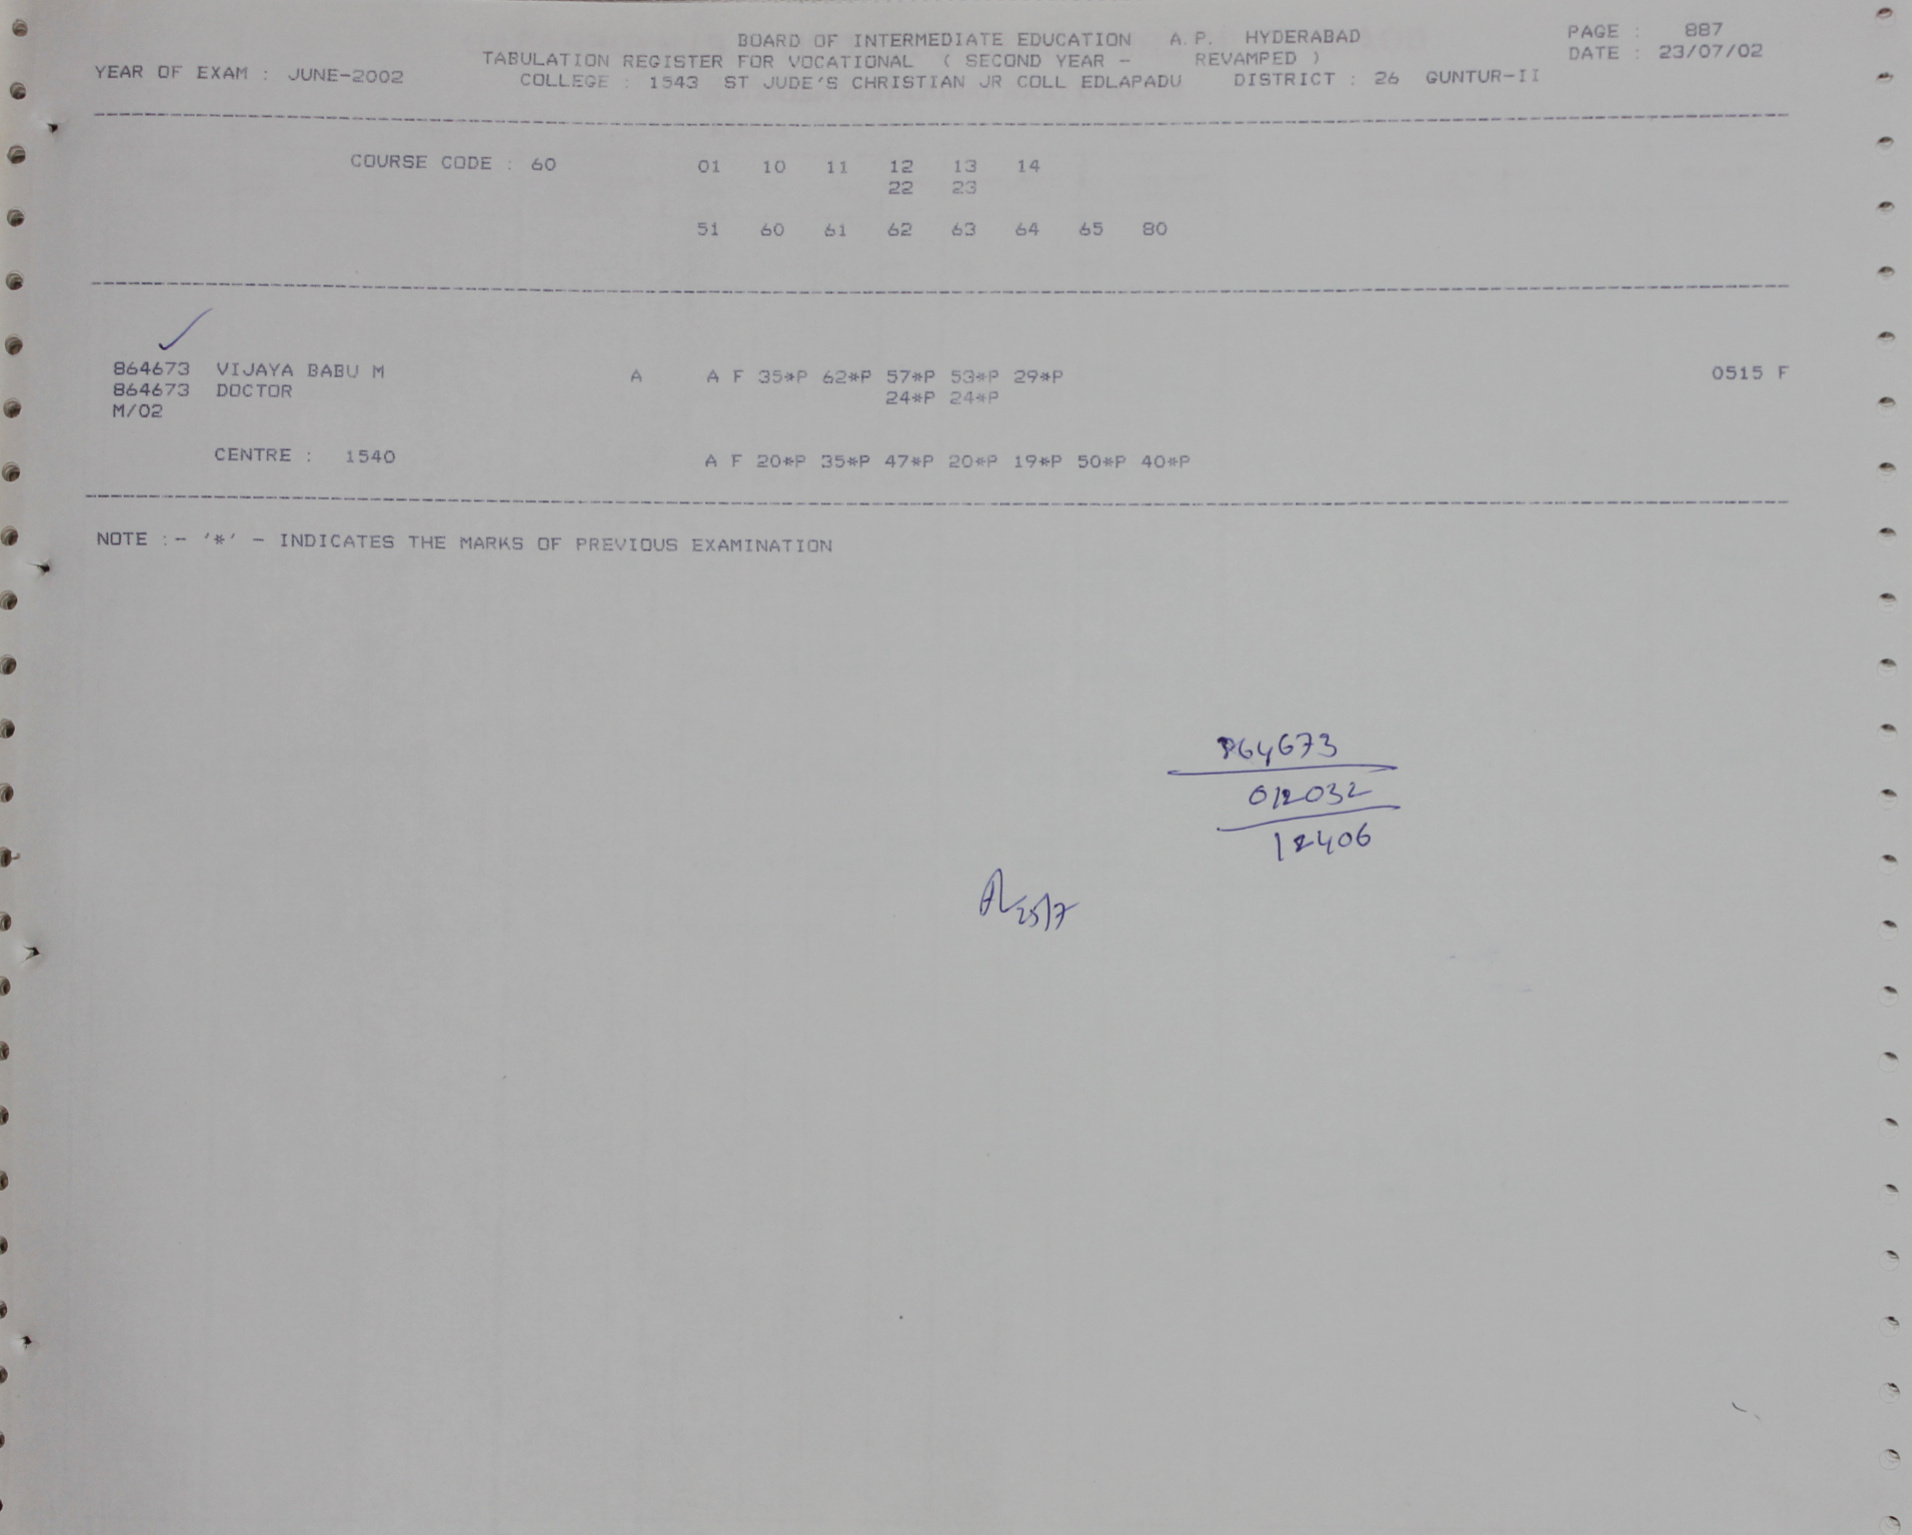 BOARD OF INTERMEDIATE EDUCATION A.P. HYDERABAD PAGE : 887
TABULATION REGISTER FOR VOCATIONAL ( SECOND YEAR - REVAMPED ) DATE : 23/07/02
YEAR OF EXAM : JUNE-2002 COLLEGE : 1543 ST JUDE'S CHRISTIAN JR COLL EDLAPADU DISTRICT : 26 GUNTUR-II
COURSE CODE : 60 01 10 11 12 13 14
22 23
51 60 61 62 63 64 65 80
864673 VIJAYA BABU M A A F 35*P 62*P 57*P 53*P 29*P 0515 F
864673 DOCTOR 24*P 24*P
M/02
CENTRE : 1540 A F 20*P 35*P 47*P 20*P 19*P 50*P 40*P
NOTE :- '*' - INDICATES THE MARKS OF PREVIOUS EXAMINATION
864673
012032
12406
25/7